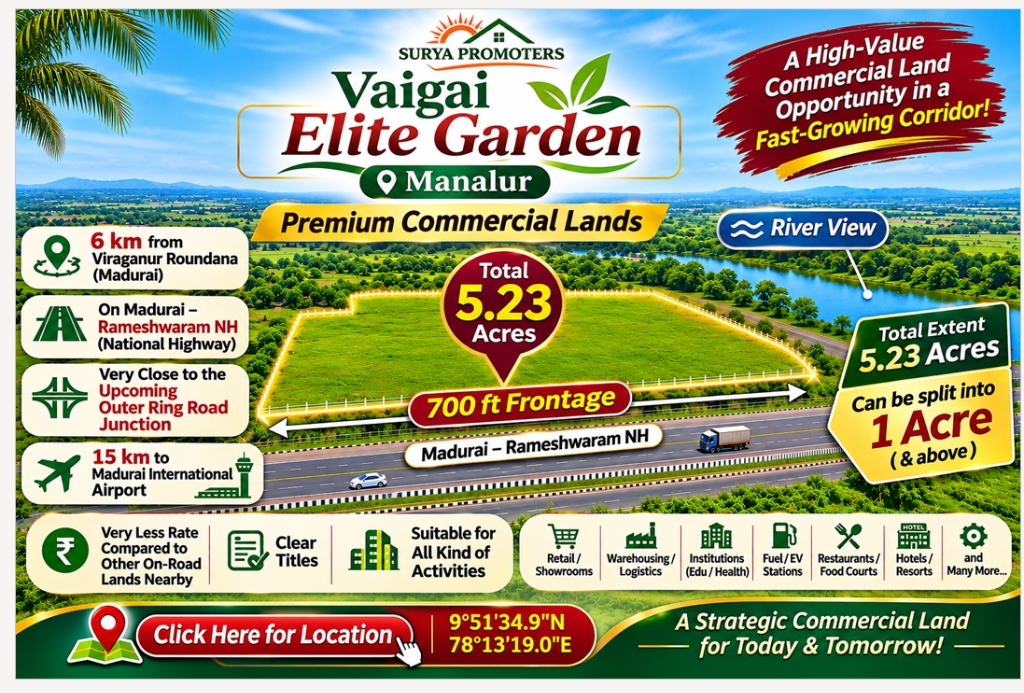 SURYA PROMOTERS
Vaigai
Elite Garden
Manalur
Premium Commercial Lands
A High-Value
Commercial Land
Opportunity in a
Fast-Growing Corridor!
River View
6 km from
Viraganur Roundana
(Madurai)
On Madurai –
Rameshwaram NH
(National Highway)
Very Close to the
Upcoming
Outer Ring Road
Junction
15 km to
Madurai International
Airport
Total
5.23
Acres
700 ft Frontage
Madurai – Rameshwaram NH
Total Extent
5.23 Acres
Can be split into
1 Acre
( & above )
₹
Very Less Rate
Compared to
Other On-Road
Lands Nearby
Clear
Titles
Suitable for
All Kind of
Activities
Retail /
Showrooms
Warehousing /
Logistics
Institutions
(Edu / Health)
Fuel / EV
Stations
Restaurants /
Food Courts
HOTEL
Hotels /
Resorts
and
Many More...
Click Here for Location
9°51'34.9"N
78°13'19.0"E
A Strategic Commercial Land
for Today & Tomorrow!